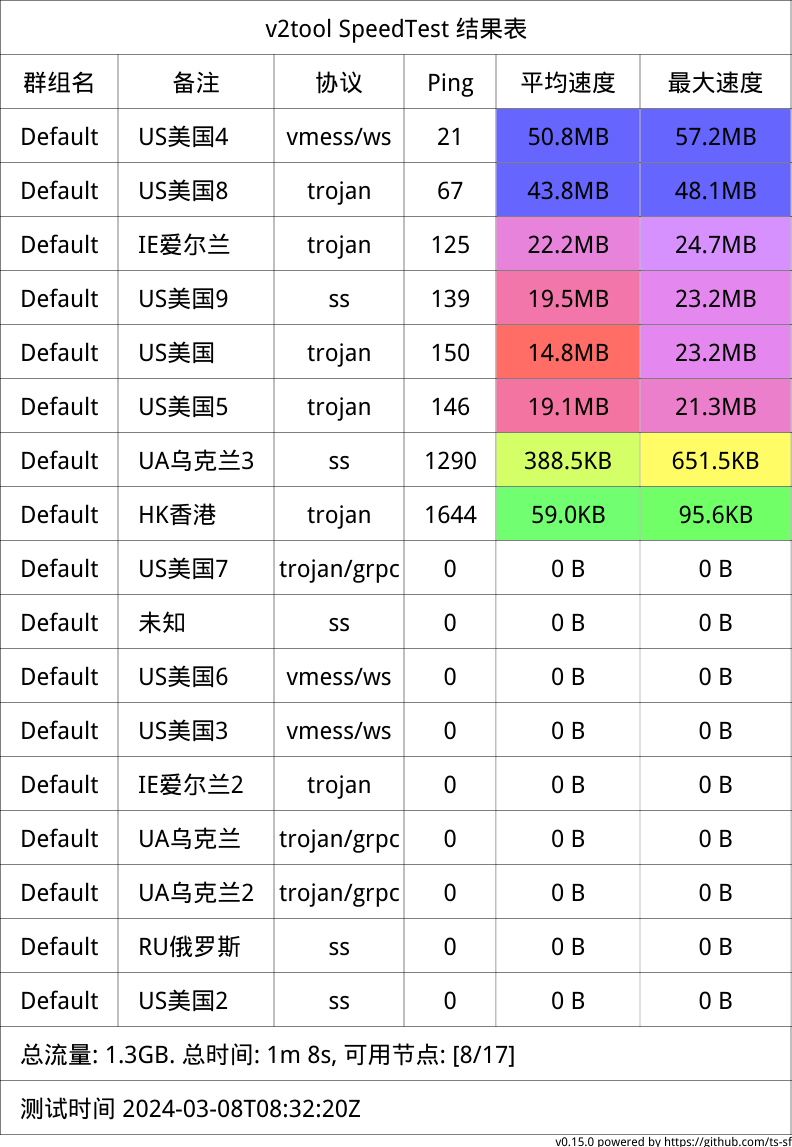 v2tool SpeedTest 结果表
群组名 备注 协议 Ping 平均速度 最大速度
Default US美国4 vmess/ws 21 50.8MB 57.2MB
Default US美国8 trojan 67 43.8MB 48.1MB
Default IE爱尔兰 trojan 125 22.2MB 24.7MB
Default US美国9 ss 139 19.5MB 23.2MB
Default US美国 trojan 150 14.8MB 23.2MB
Default US美国5 trojan 146 19.1MB 21.3MB
Default UA乌克兰3 ss 1290 388.5KB 651.5KB
Default HK香港 trojan 1644 59.0KB 95.6KB
Default US美国7 trojan/grpc 0 0 B 0 B
Default 未知 ss 0 0 B 0 B
Default US美国6 vmess/ws 0 0 B 0 B
Default US美国3 vmess/ws 0 0 B 0 B
Default IE爱尔兰2 trojan 0 0 B 0 B
Default UA乌克兰 trojan/grpc 0 0 B 0 B
Default UA乌克兰2 trojan/grpc 0 0 B 0 B
Default RU俄罗斯 ss 0 0 B 0 B
Default US美国2 ss 0 0 B 0 B
总流量: 1.3GB. 总时间: 1m 8s, 可用节点: [8/17]
测试时间 2024-03-08T08:32:20Z
v0.15.0 powered by https://github.com/ts-sf